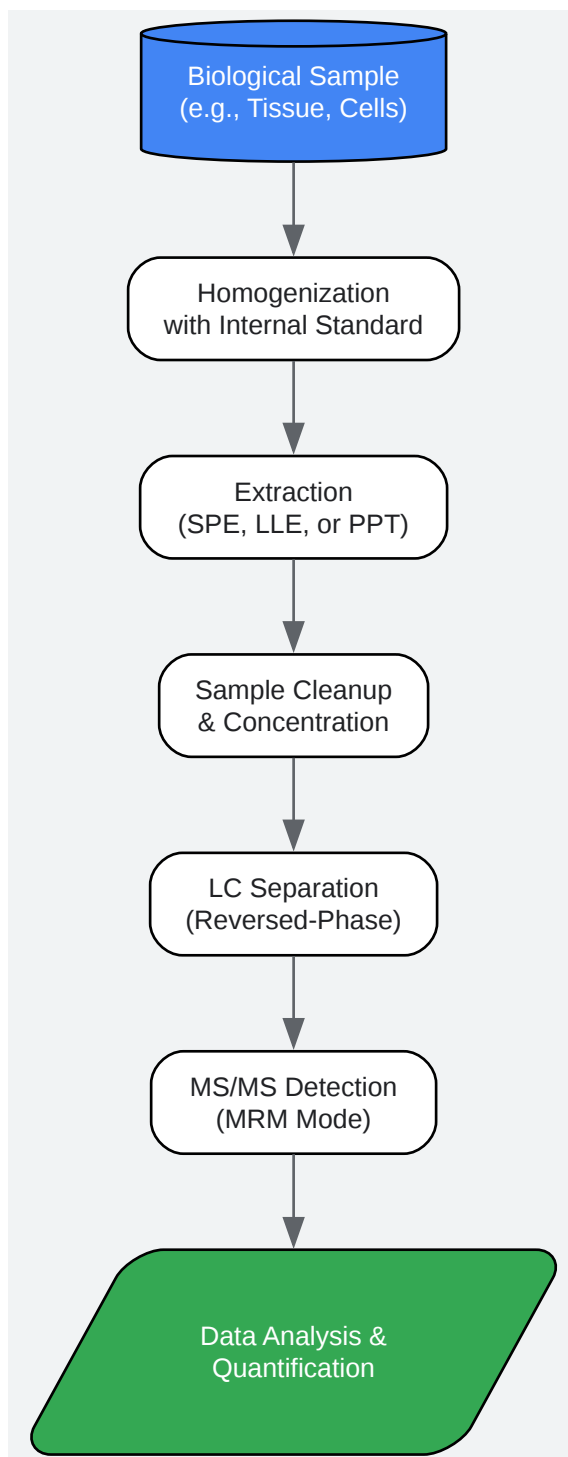 Biological Sample
(e.g., Tissue, Cells)
Homogenization
with Internal Standard
Extraction
(SPE, LLE, or PPT)
Sample Cleanup
& Concentration
LC Separation
(Reversed-Phase)
MS/MS Detection
(MRM Mode)
Data Analysis &
Quantification